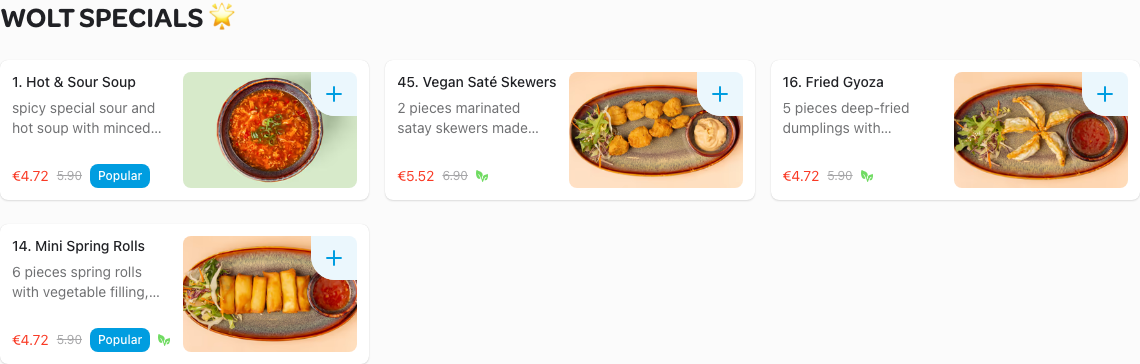 WOLT SPECIALS 🌟
1. Hot & Sour Soup
spicy special sour and
hot soup with minced...
€4.72 5.90 Popular
45. Vegan Saté Skewers
2 pieces marinated
satay skewers made...
€5.52 6.90
16. Fried Gyoza
5 pieces deep-fried
dumplings with...
€4.72 5.90
14. Mini Spring Rolls
6 pieces spring rolls
with vegetable filling,...
€4.72 5.90 Popular